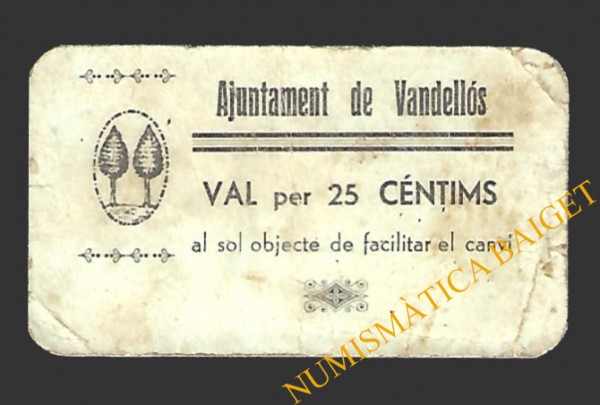 Ajuntament de Vandellós
VAL per 25 CÉNTIMS
al sol objecte de facilitar el canvi
NUMISMÀTICA BAIGET